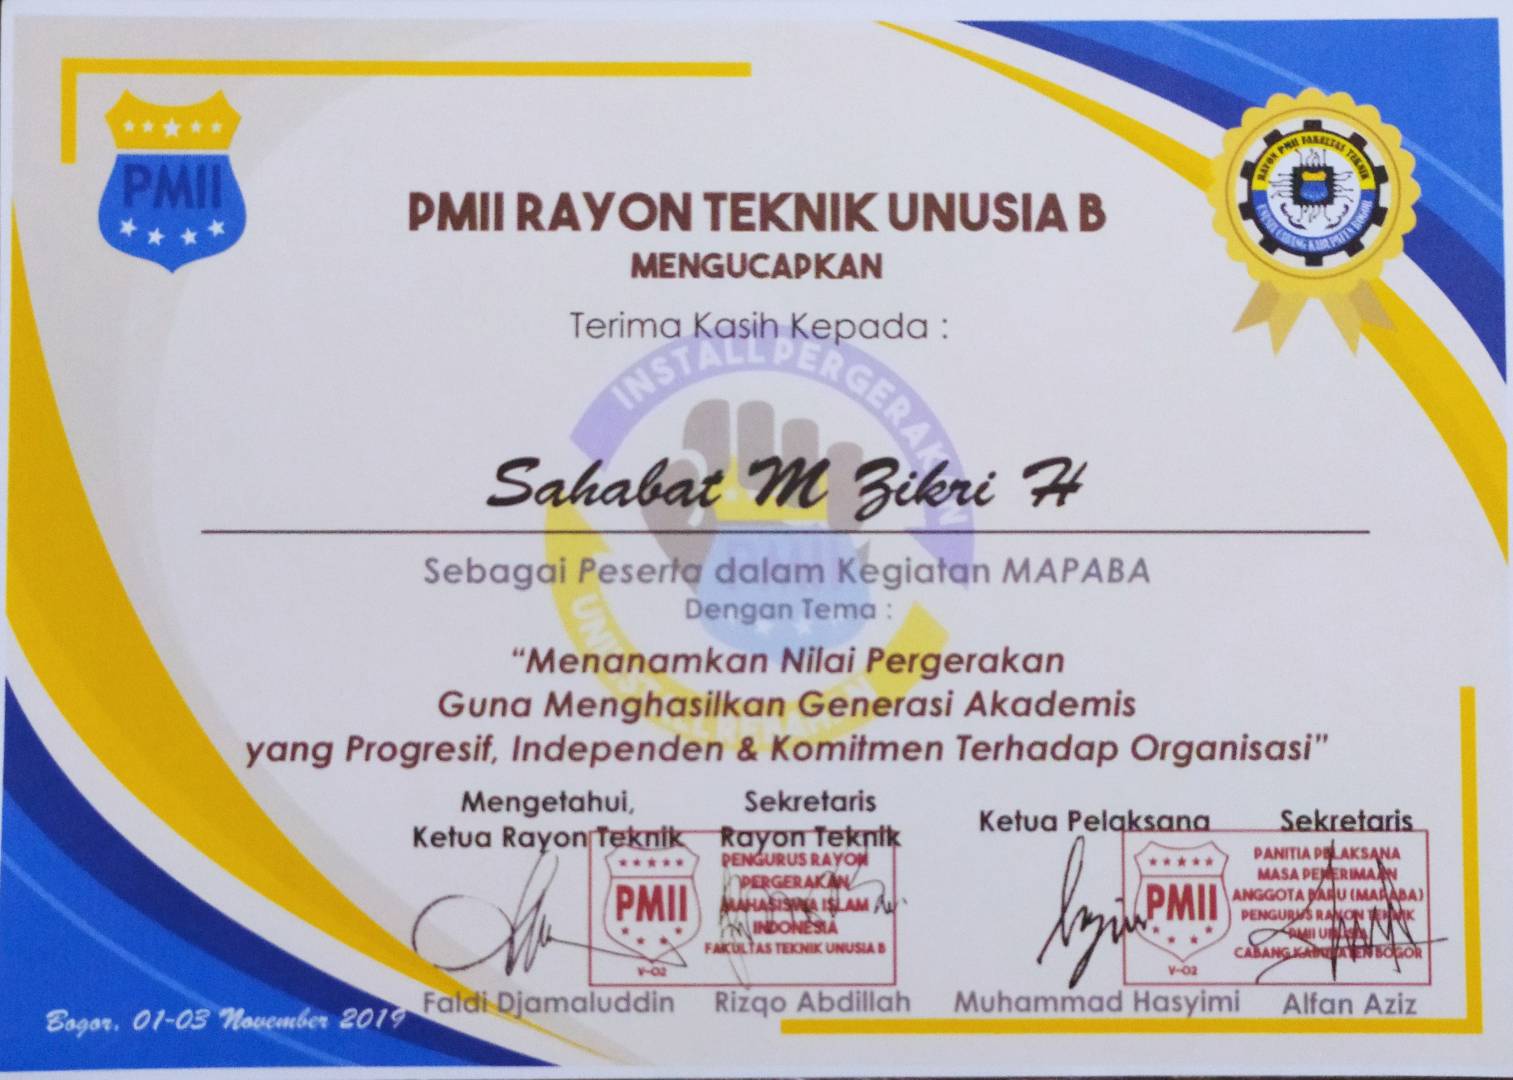 PMII
RAYON PMII FAKULTAS TEKNIK
UNUSIA CABANG KABUPATEN BOGOR
PMII RAYON TEKNIK UNUSIA B
MENGUCAPKAN
Terima Kasih Kepada :
INSTALL PERGERAKAN
Sahabat M Zikri H
Sebagai Peserta dalam Kegiatan MAPABA
Dengan Tema :
“Menanamkan Nilai Pergerakan
Guna Menghasilkan Generasi Akademis
yang Progresif, Independen & Komitmen Terhadap Organisasi”
Mengetahui,
Ketua Rayon Teknik
Sekretaris
Rayon Teknik
Ketua Pelaksana
Sekretaris
PMII
V-02
PENGURUS RAYON
PERGERAKAN
MAHASISWA ISLAM
INDONESIA
FAKULTAS TEKNIK UNUSIA B
PMII
V-02
PANITIA PELAKSANA
MASA PENERIMAAN
ANGGOTA BARU (MAPABA)
PENGURUS RAYON TEKNIK
PMII UNUSIA
CABANG KABUPATEN BOGOR
Faldi Djamaluddin
Rizqo Abdillah
Muhammad Hasyimi
Alfan Aziz
Bogor, 01-03 November 2019